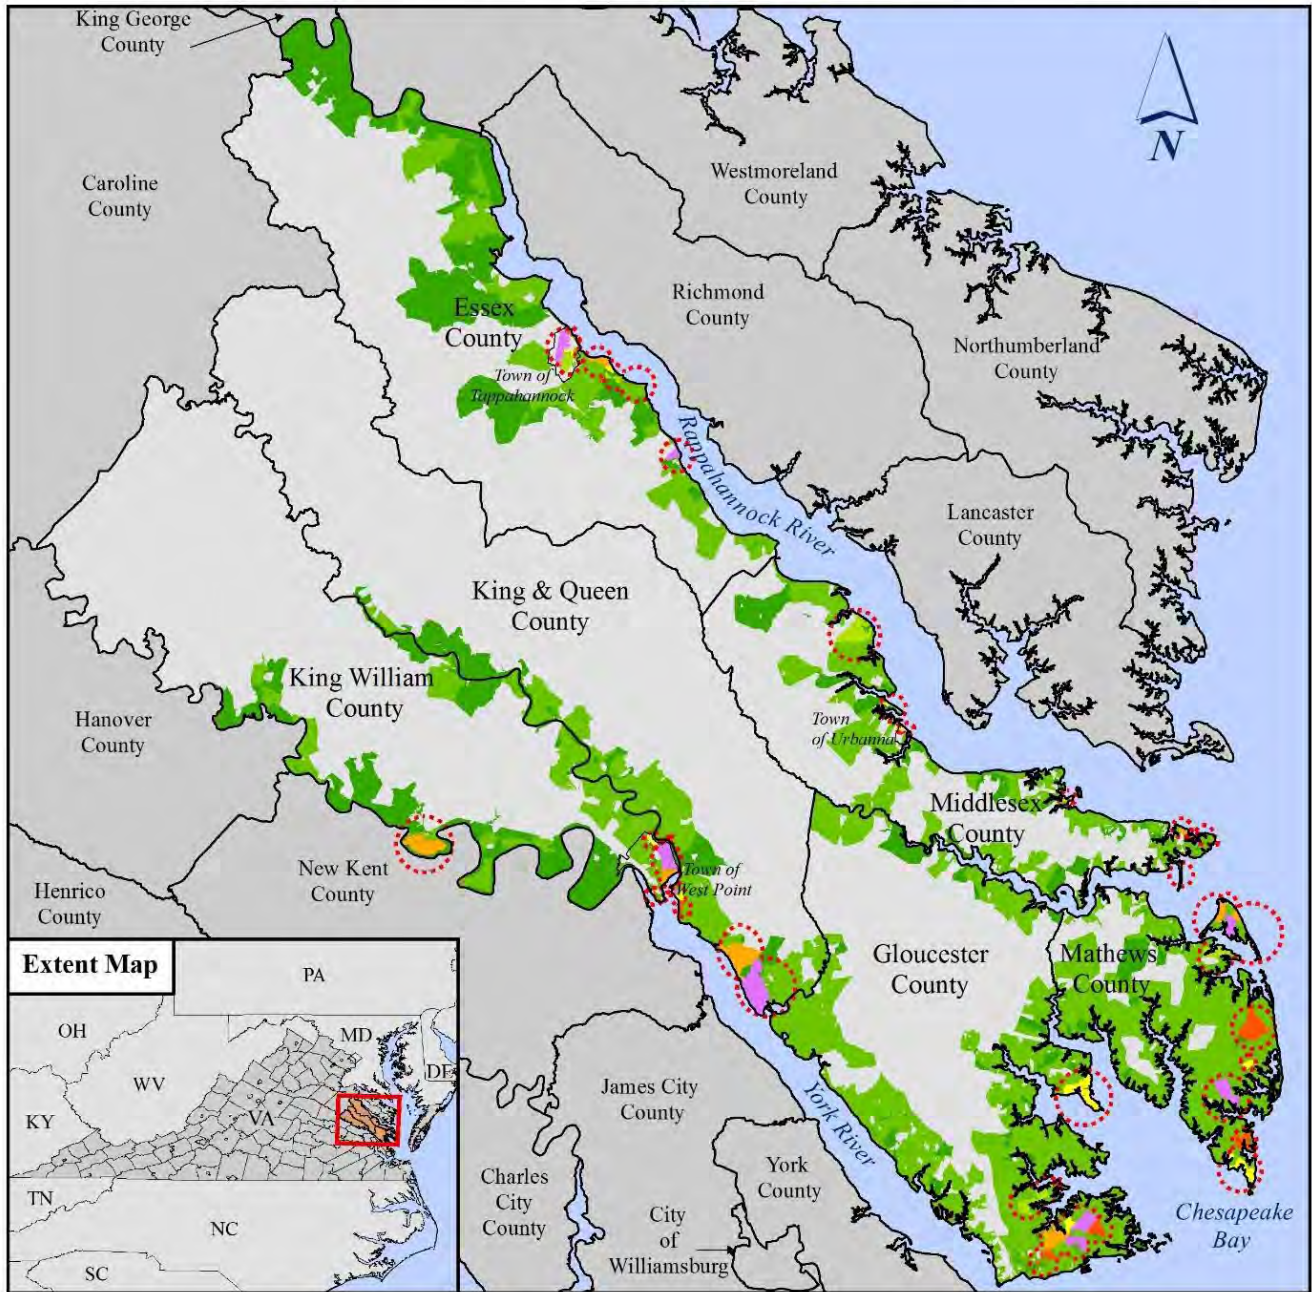 King George
County
Caroline
County
Westmoreland
County
Richmond
County
Northumberland
County
Essex
County
Town of
Tappahannock
Rappahannock River
Lancaster
County
King & Queen
County
King William
County
Hanover
County
Town
of Urbanna
Middlesex
County
New Kent
County
Henrico
County
Town of
West Point
Gloucester
County
Mathews
County
James City
County
York River
York
County
Charles
City
County
City
of
Williamsburg
Chesapeake
Bay
N
Extent Map
PA
OH
MD
DE
WV
VA
KY
TN
NC
SC